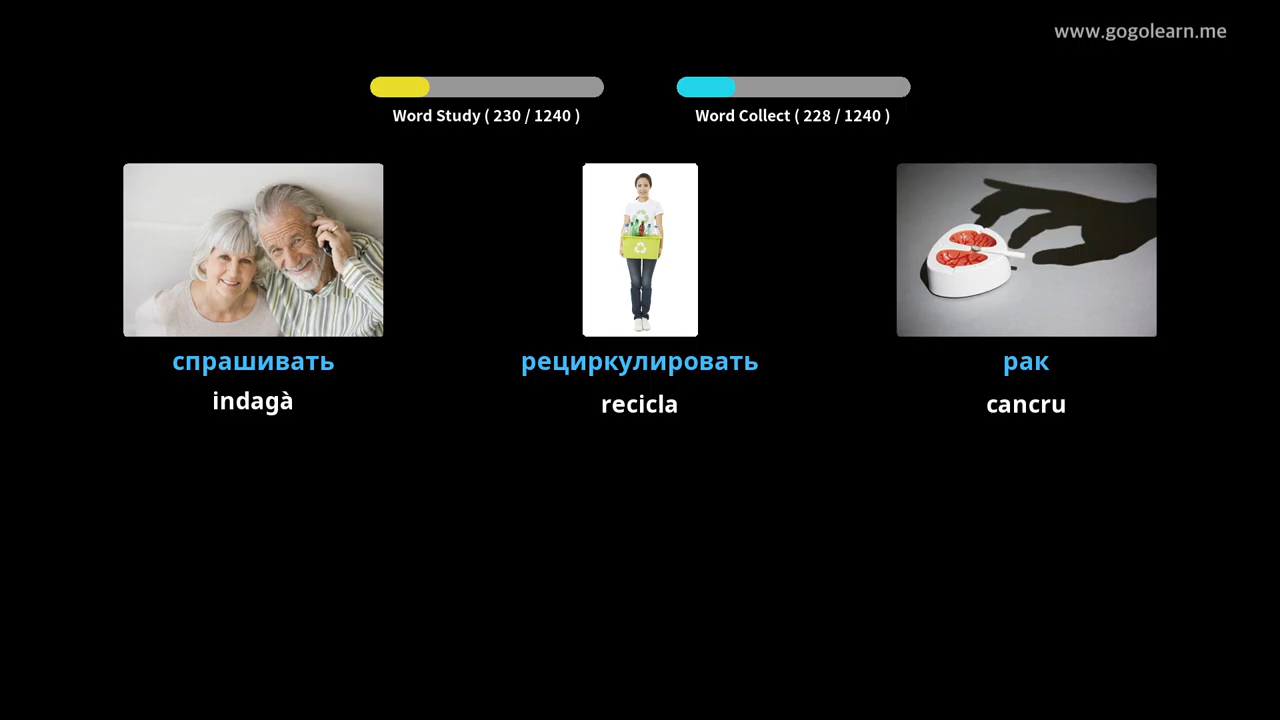 www.gogolearn.me
Word Study ( 230 / 1240 )
Word Collect ( 228 / 1240 )
спрашивать
рециркулировать
рак
indagà
recicla
cancru